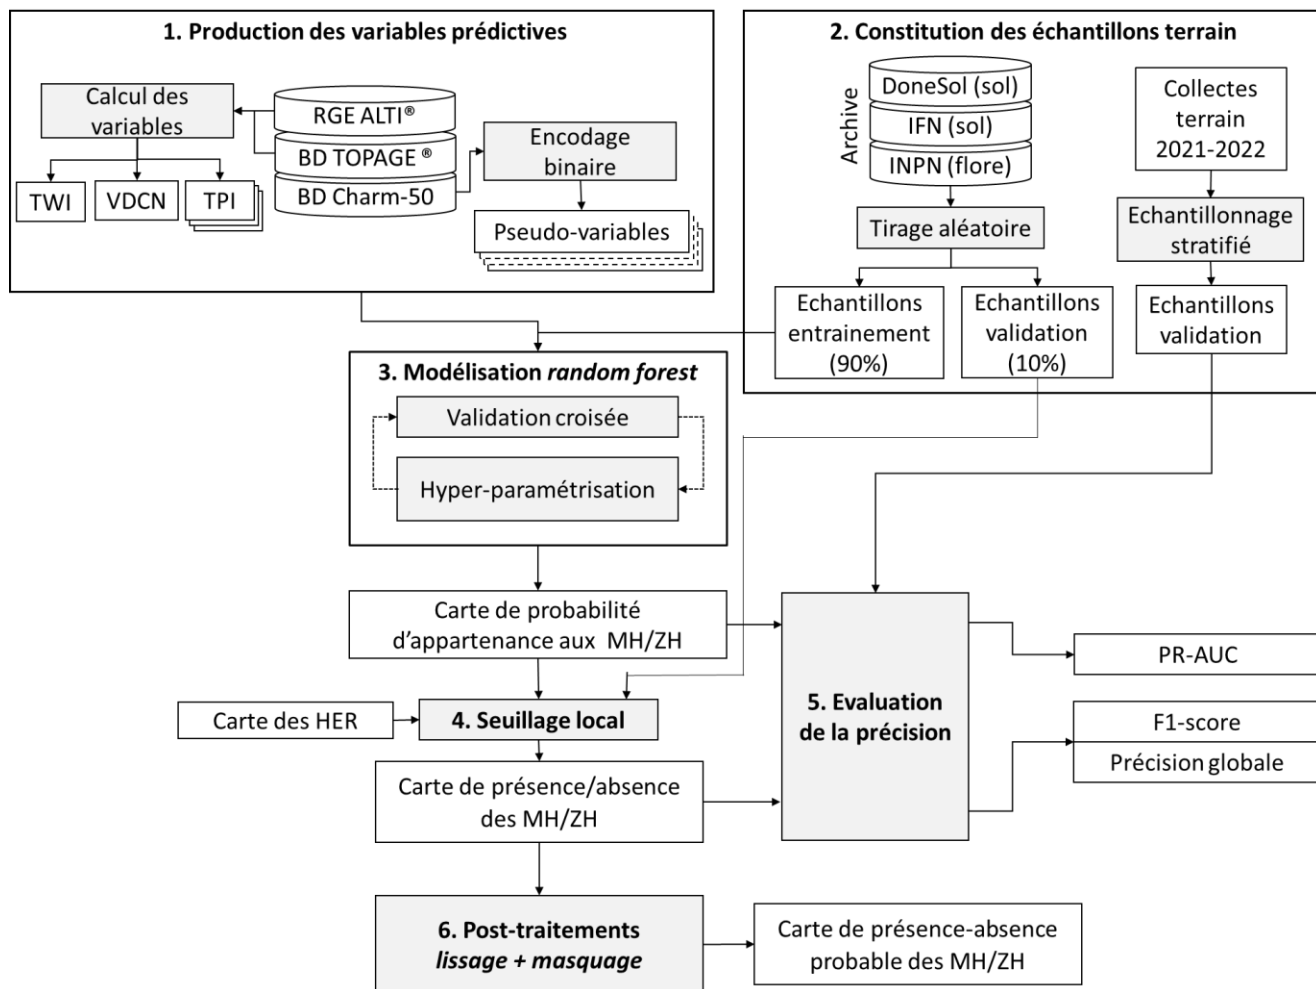 1. Production des variables prédictives
Calcul des
variables
RGE ALTI®
BD TOPAGE ®
BD Charm-50
Encodage
binaire
TWI
VDCN
TPI
Pseudo-variables
2. Constitution des échantillons terrain
Archive
DoneSol (sol)
IFN (sol)
INPN (flore)
Collectes
terrain
2021-2022
Tirage aléatoire
Echantillonnage
stratifié
Echantillons
entrainement
(90%)
Echantillons
validation
(10%)
Echantillons
validation
3. Modélisation random forest
Validation croisée
Hyper-paramétrisation
Carte de probabilité
d’appartenance aux MH/ZH
Carte des HER
4. Seuillage local
Carte de présence/absence
des MH/ZH
5. Evaluation
de la précision
PR-AUC
F1-score
Précision globale
6. Post-traitements
lissage + masquage
Carte de présence-absence
probable des MH/ZH